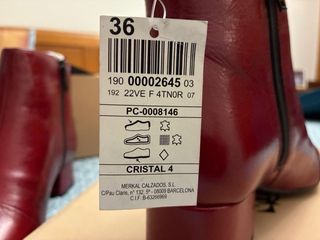 36
190 00002645 03
192 22VE F 4TN0R 07
PC-0008146
CRISTAL 4
MERKAL CALZADOS, S.L.
C/Pau Claris, nº 132, 5ª - 08009 BARCELONA
C.I.F.:B-63266969